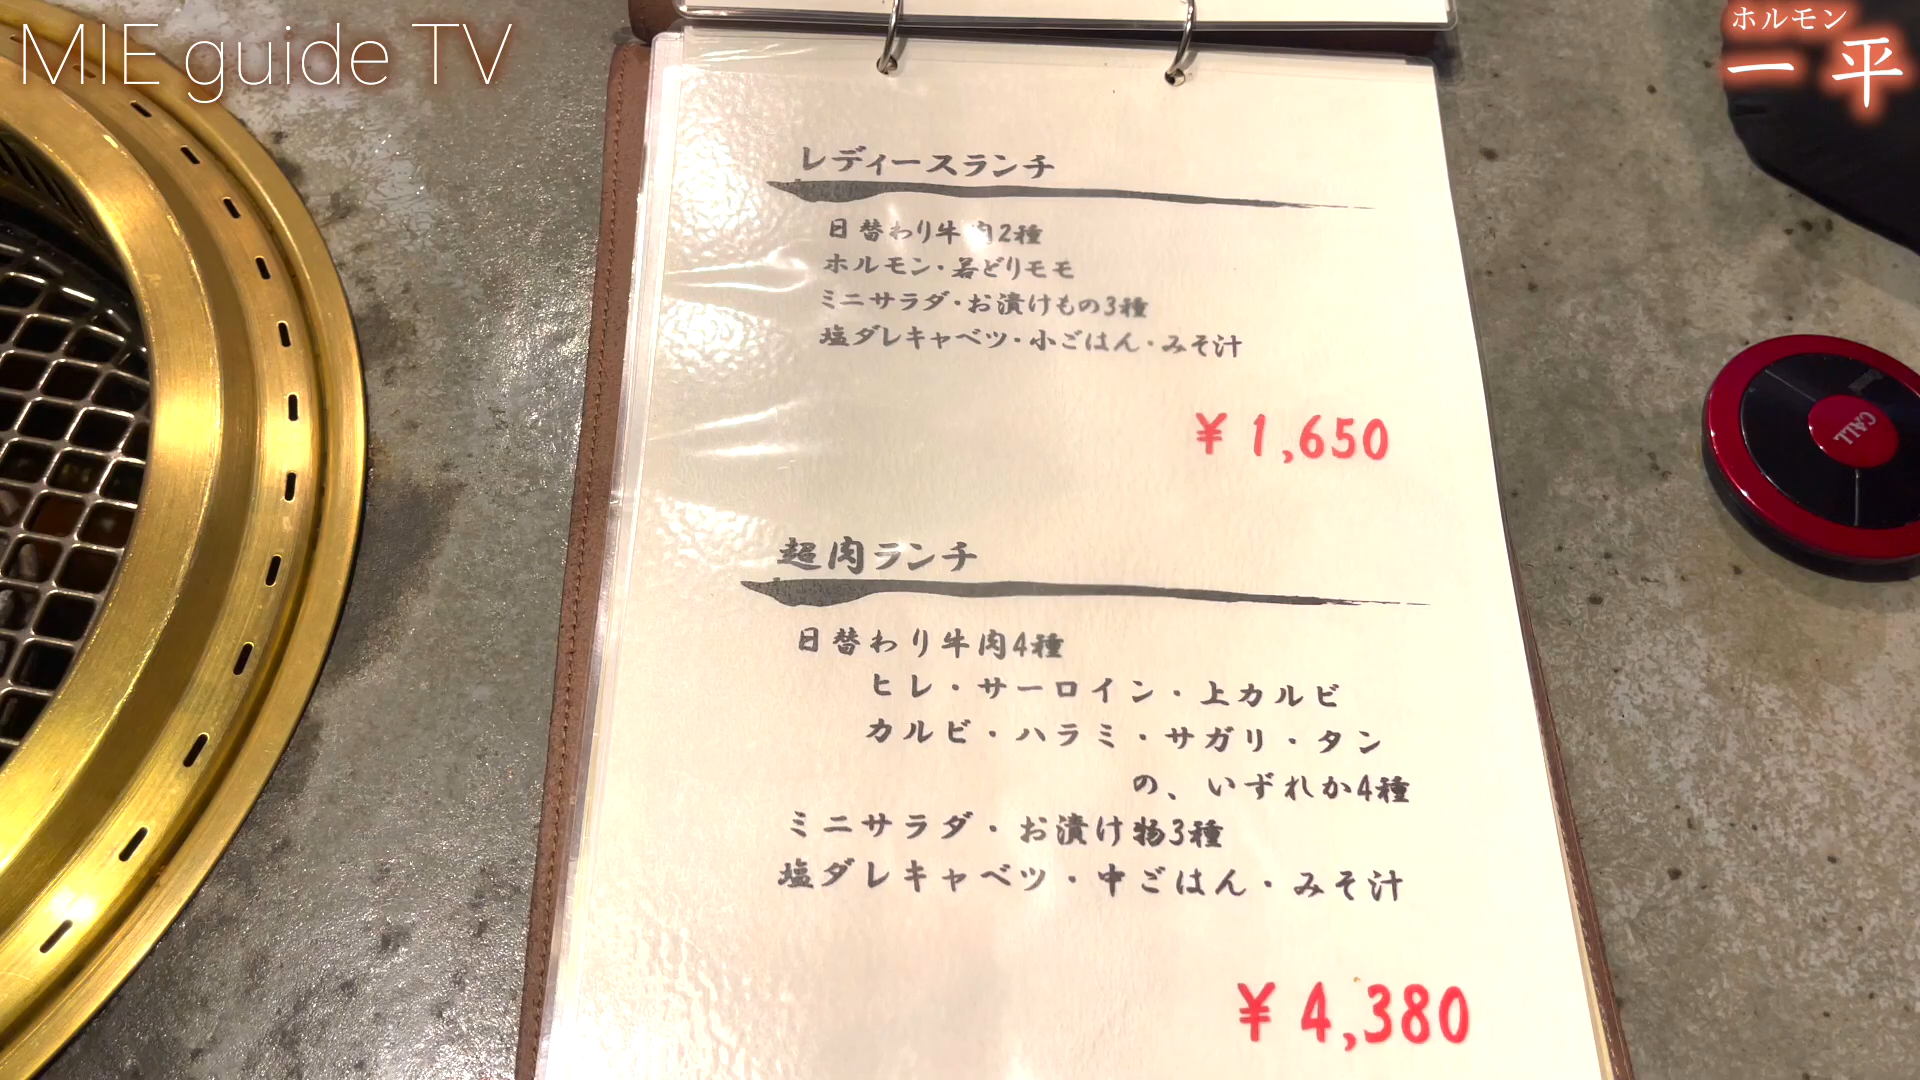 MIE guide TV
ホルモン
一平
レディースランチ
日替わり牛肉2種
ホルモン・若どりモモ
ミニサラダ・お漬けもの3種
塩ダレキャベツ・小ごはん・みそ汁
¥1,650
超肉ランチ
日替わり牛肉4種
ヒレ・サーロイン・上カルビ
カルビ・ハラミ・サガリ・タン
の、いずれか4種
ミニサラダ・お漬け物3種
塩ダレキャベツ・中ごはん・みそ汁
¥4,380
CALL